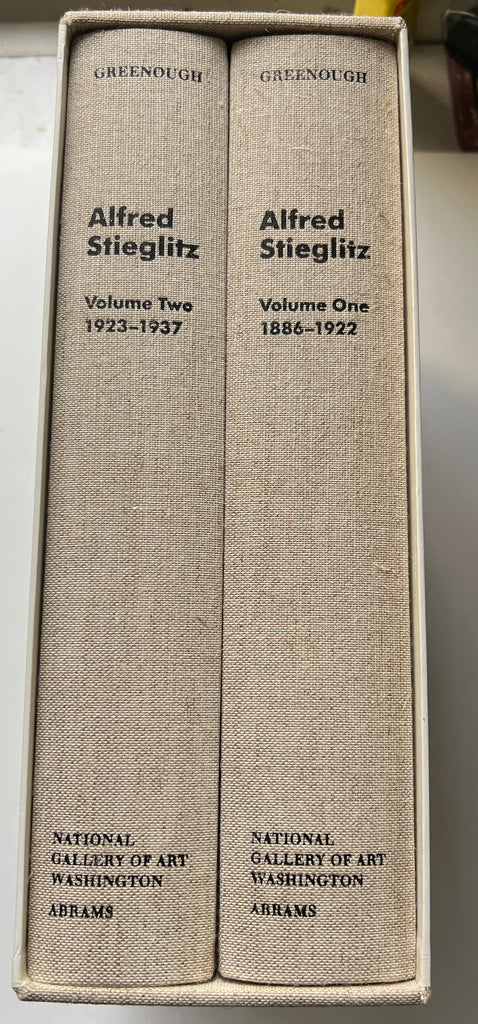 GREENOUGH
Alfred
Stieglitz
Volume Two
1923–1937
NATIONAL
GALLERY OF ART
WASHINGTON
ABRAMS
GREENOUGH
Alfred
Stieglitz
Volume One
1886–1922
NATIONAL
GALLERY OF ART
WASHINGTON
ABRAMS